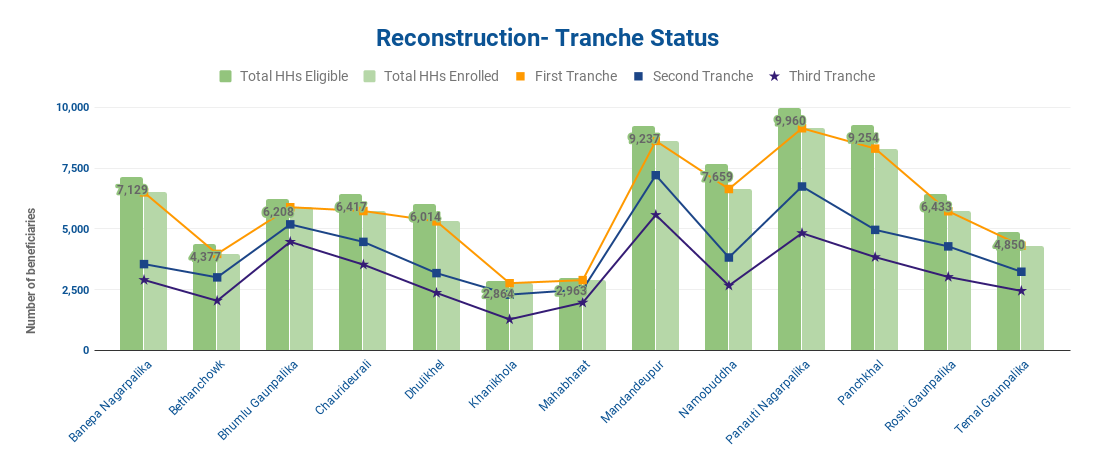 Reconstruction- Tranche Status
Total HHs Eligible Total HHs Enrolled First Tranche Second Tranche Third Tranche
Number of beneficiaries
10,000
7,500
5,000
2,500
0
7,129
4,377
6,208
6,417
6,014
2,864
2,963
9,237
7,659
9,960
9,254
6,433
4,850
Banepa Nagarpalika
Bethanchowk
Bhumlu Gaunpalika
Chaurideurali
Dhulikhel
Khanikhola
Mahabharat
Mandandeupur
Namobuddha
Panauti Nagarpalika
Panchkhal
Roshi Gaunpalika
Temal Gaunpalika